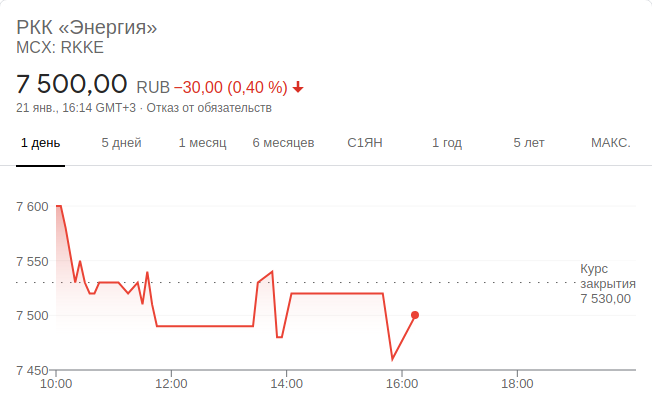 РКК «Энергия»
MCX: RKKE
7 500,00 RUB −30,00 (0,40 %)
21 янв., 16:14 GMT+3 · Отказ от обязательств
1 день 5 дней 1 месяц 6 месяцев С1ЯН 1 год 5 лет МАКС.
7 600
7 550
Курс
закрытия
7 530,00
7 500
7 450
10:00 12:00 14:00 16:00 18:00